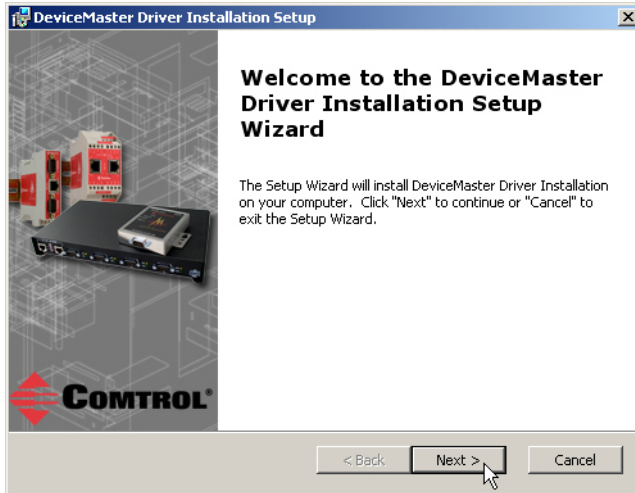 DeviceMaster Driver Installation Setup
Welcome to the DeviceMaster
Driver Installation Setup
Wizard
The Setup Wizard will install DeviceMaster Driver Installation
on your computer. Click "Next" to continue or "Cancel" to
exit the Setup Wizard.
COMTROL®
< Back
Next >
Cancel